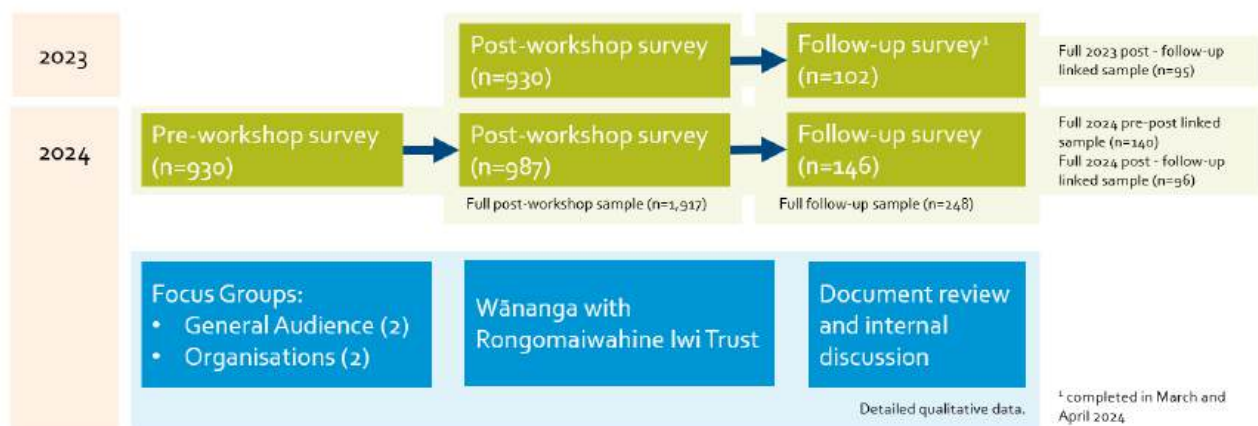 2023
Post-workshop survey
(n=930)
Follow-up survey¹
(n=102)
Full 2023 post - follow-up
linked sample (n=95)
2024
Pre-workshop survey
(n=930)
Post-workshop survey
(n=987)
Follow-up survey
(n=146)
Full 2024 pre-post linked
sample (n=140)
Full 2024 post - follow-up
linked sample (n=96)
Full post-workshop sample (n=1,917)
Full follow-up sample (n=248)
Focus Groups:
• General Audience (2)
• Organisations (2)
Wānanga with
Rongomaiwahine Iwi Trust
Document review
and internal
discussion
Detailed qualitative data.
¹ completed in March and
April 2024